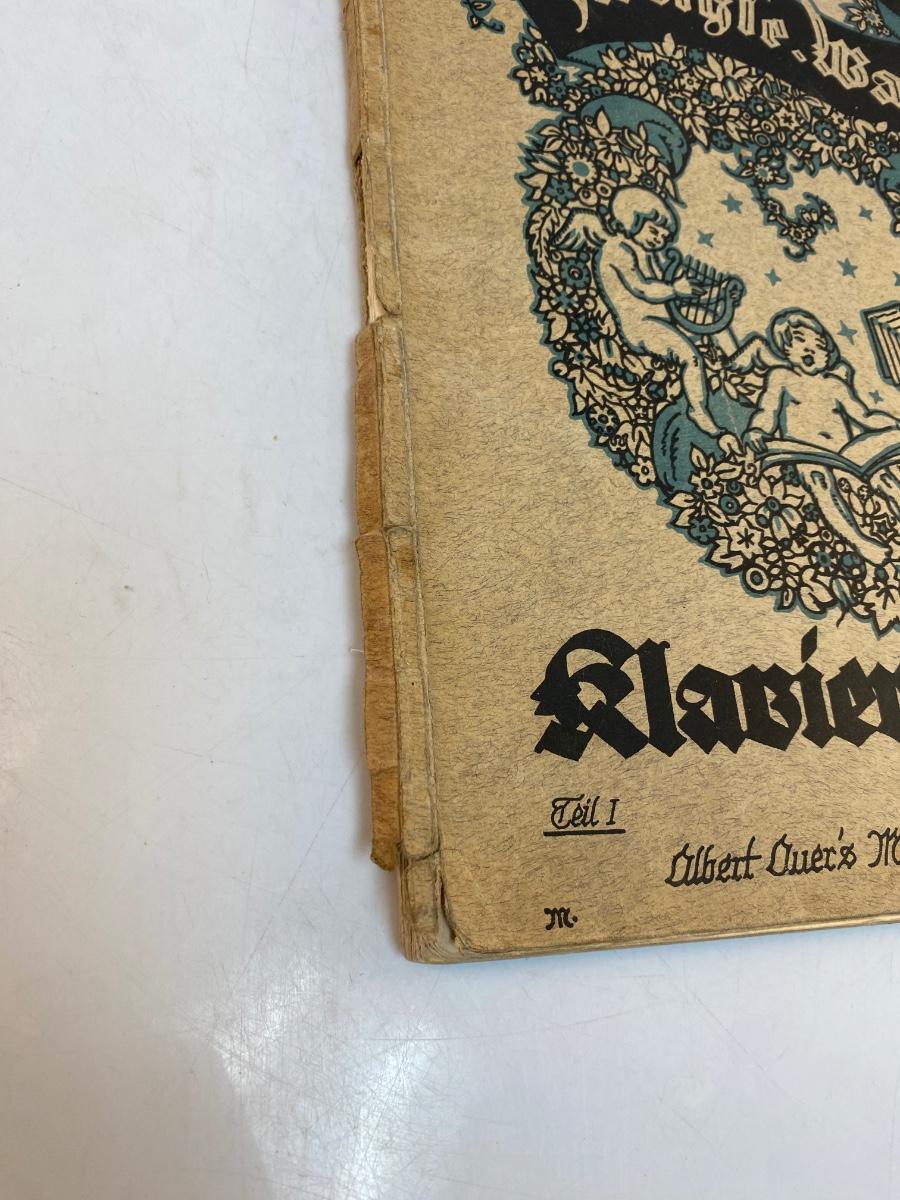 Klavier
Teil I
Albert Auer's M
M.